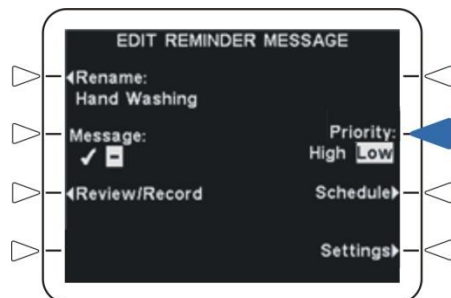 EDIT REMINDER MESSAGE
Rename:
Hand Washing
Message:
✓ -
Priority:
High Low
Review/Record
Schedule
Settings